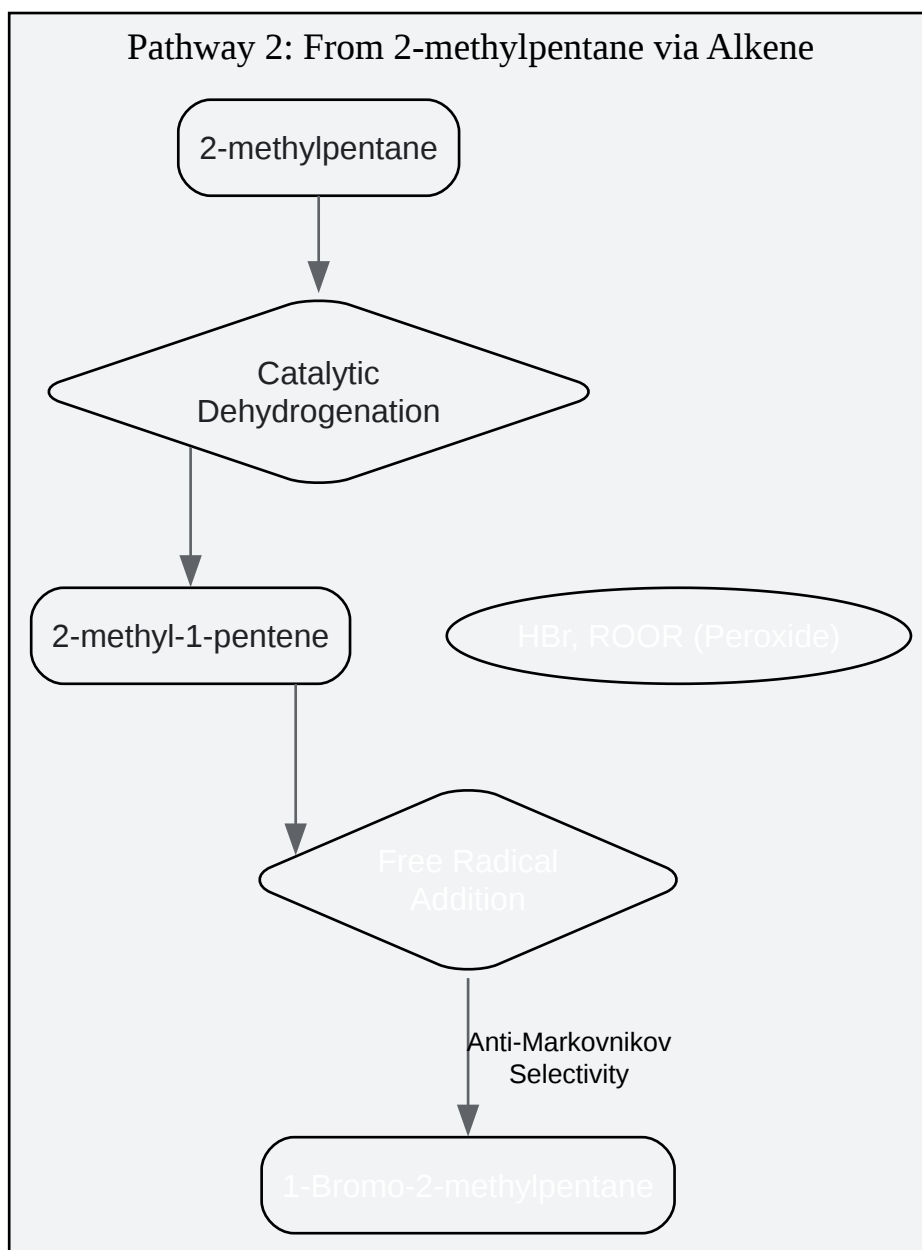 Pathway 2: From 2-methylpentane via Alkene
2-methylpentane
Catalytic
Dehydrogenation
2-methyl-1-pentene
HBr, ROOR (Peroxide)
Free Radical
Addition
Anti-Markovnikov
Selectivity
1-Bromo-2-methylpentane